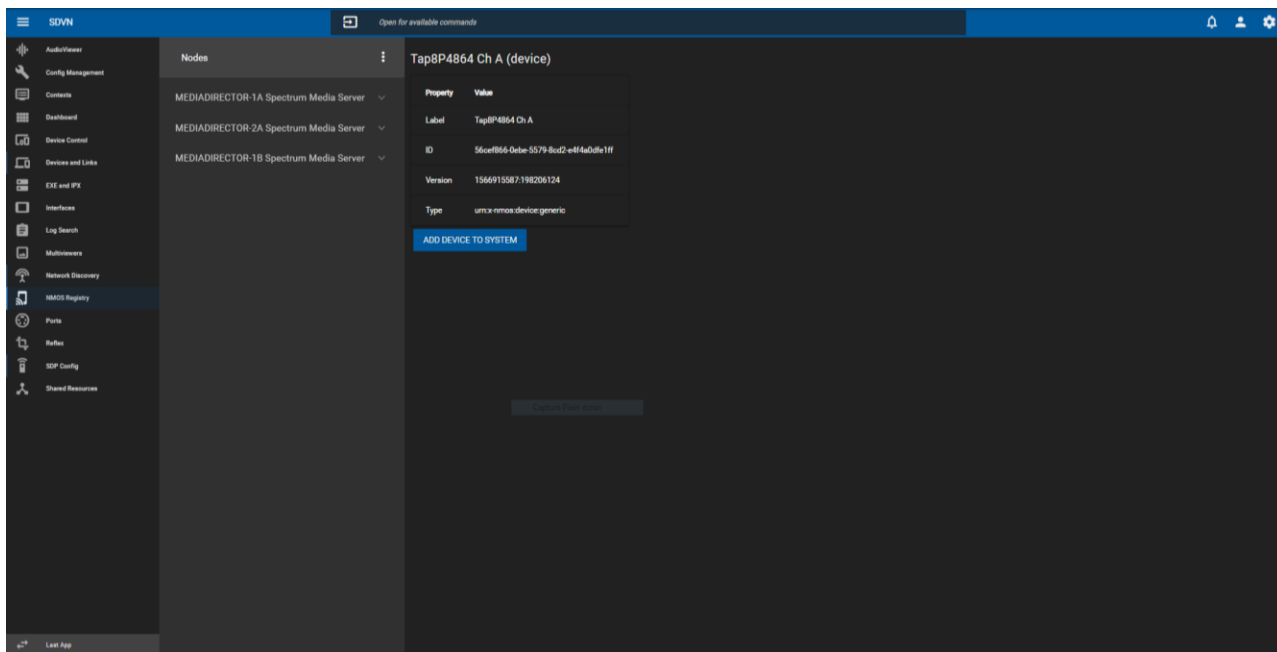 SDVN
Open for available commands
AudioViewer
Config Management
Contexts
Dashboard
Device Control
Devices and Links
EXE and IPX
Interfaces
Log Search
Multiviewers
Network Discovery
NMOS Registry
Ports
Reflex
SDP Config
Shared Resources
Last App
Nodes
MEDIADIRECTOR-1A Spectrum Media Server
MEDIADIRECTOR-2A Spectrum Media Server
MEDIADIRECTOR-1B Spectrum Media Server
Tap8P4864 Ch A (device)
Property Value
Label Tap8P4864 Ch A
ID 56cef866-0ebe-5579-8cd2-e4f4a0dfe1ff
Version 1566915587:198206124
Type urn:x-nmos:device:generic
ADD DEVICE TO SYSTEM